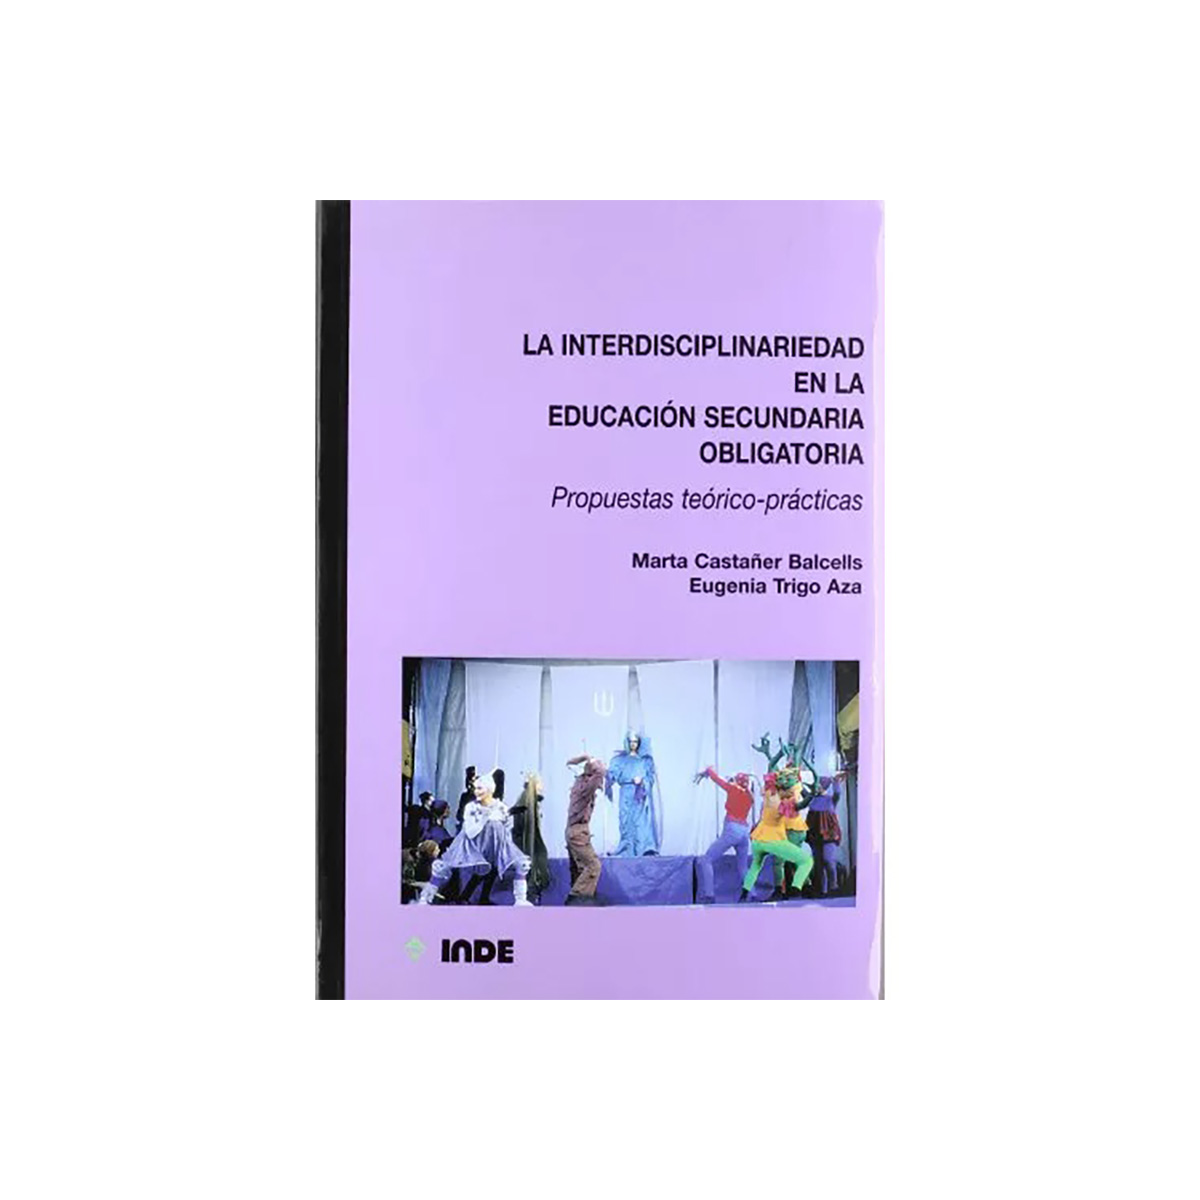 LA INTERDISCIPLINARIEDAD
EN LA
EDUCACIÓN SECUNDARIA
OBLIGATORIA
Propuestas teórico-prácticas
Marta Castañer Balcells
Eugenia Trigo Aza
INDE